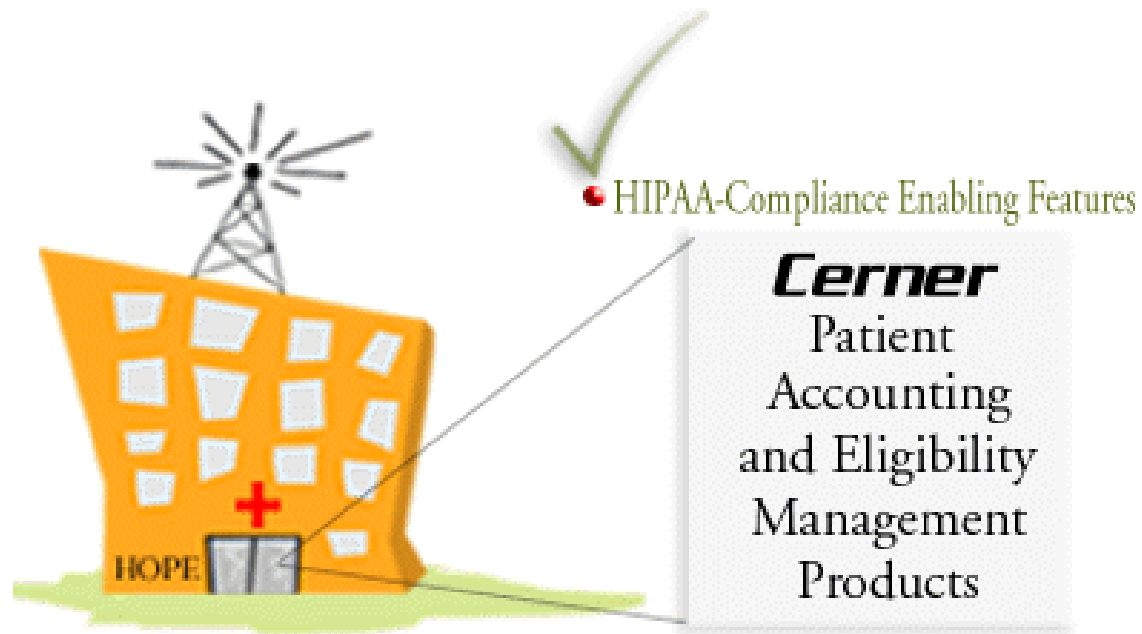 HIPAA-Compliance Enabling Features
Cerner
Patient
Accounting
and Eligibility
Management
Products
HOPE